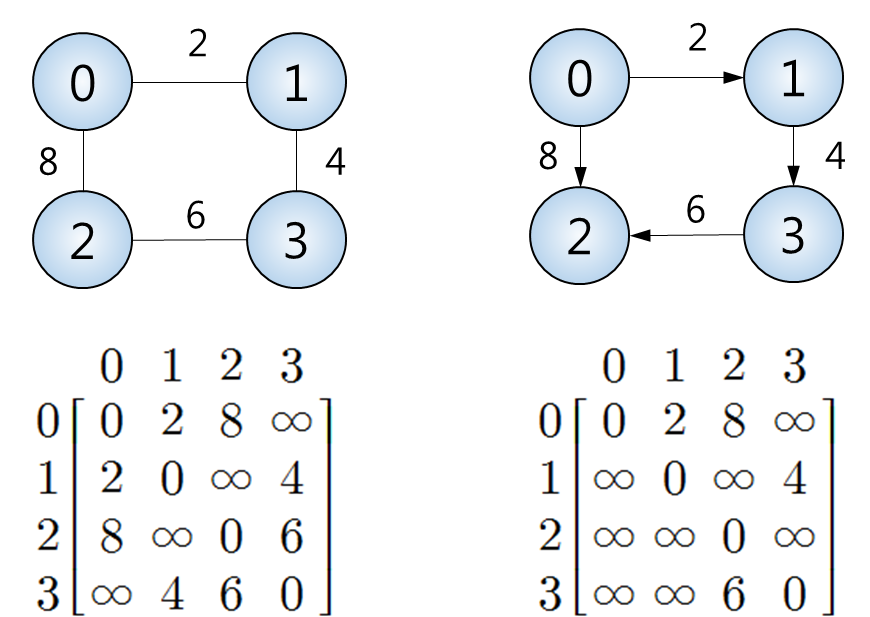 2
0 1
8 4
6
2 3
2
0 1
8 4
6
2 3
0 1 2 3
0 [ 0 2 8 ∞ ]
1 [ 2 0 ∞ 4 ]
2 [ 8 ∞ 0 6 ]
3 [ ∞ 4 6 0 ]
0 1 2 3
0 [ 0 2 8 ∞ ]
1 [ ∞ 0 ∞ 4 ]
2 [ ∞ ∞ 0 ∞ ]
3 [ ∞ ∞ 6 0 ]